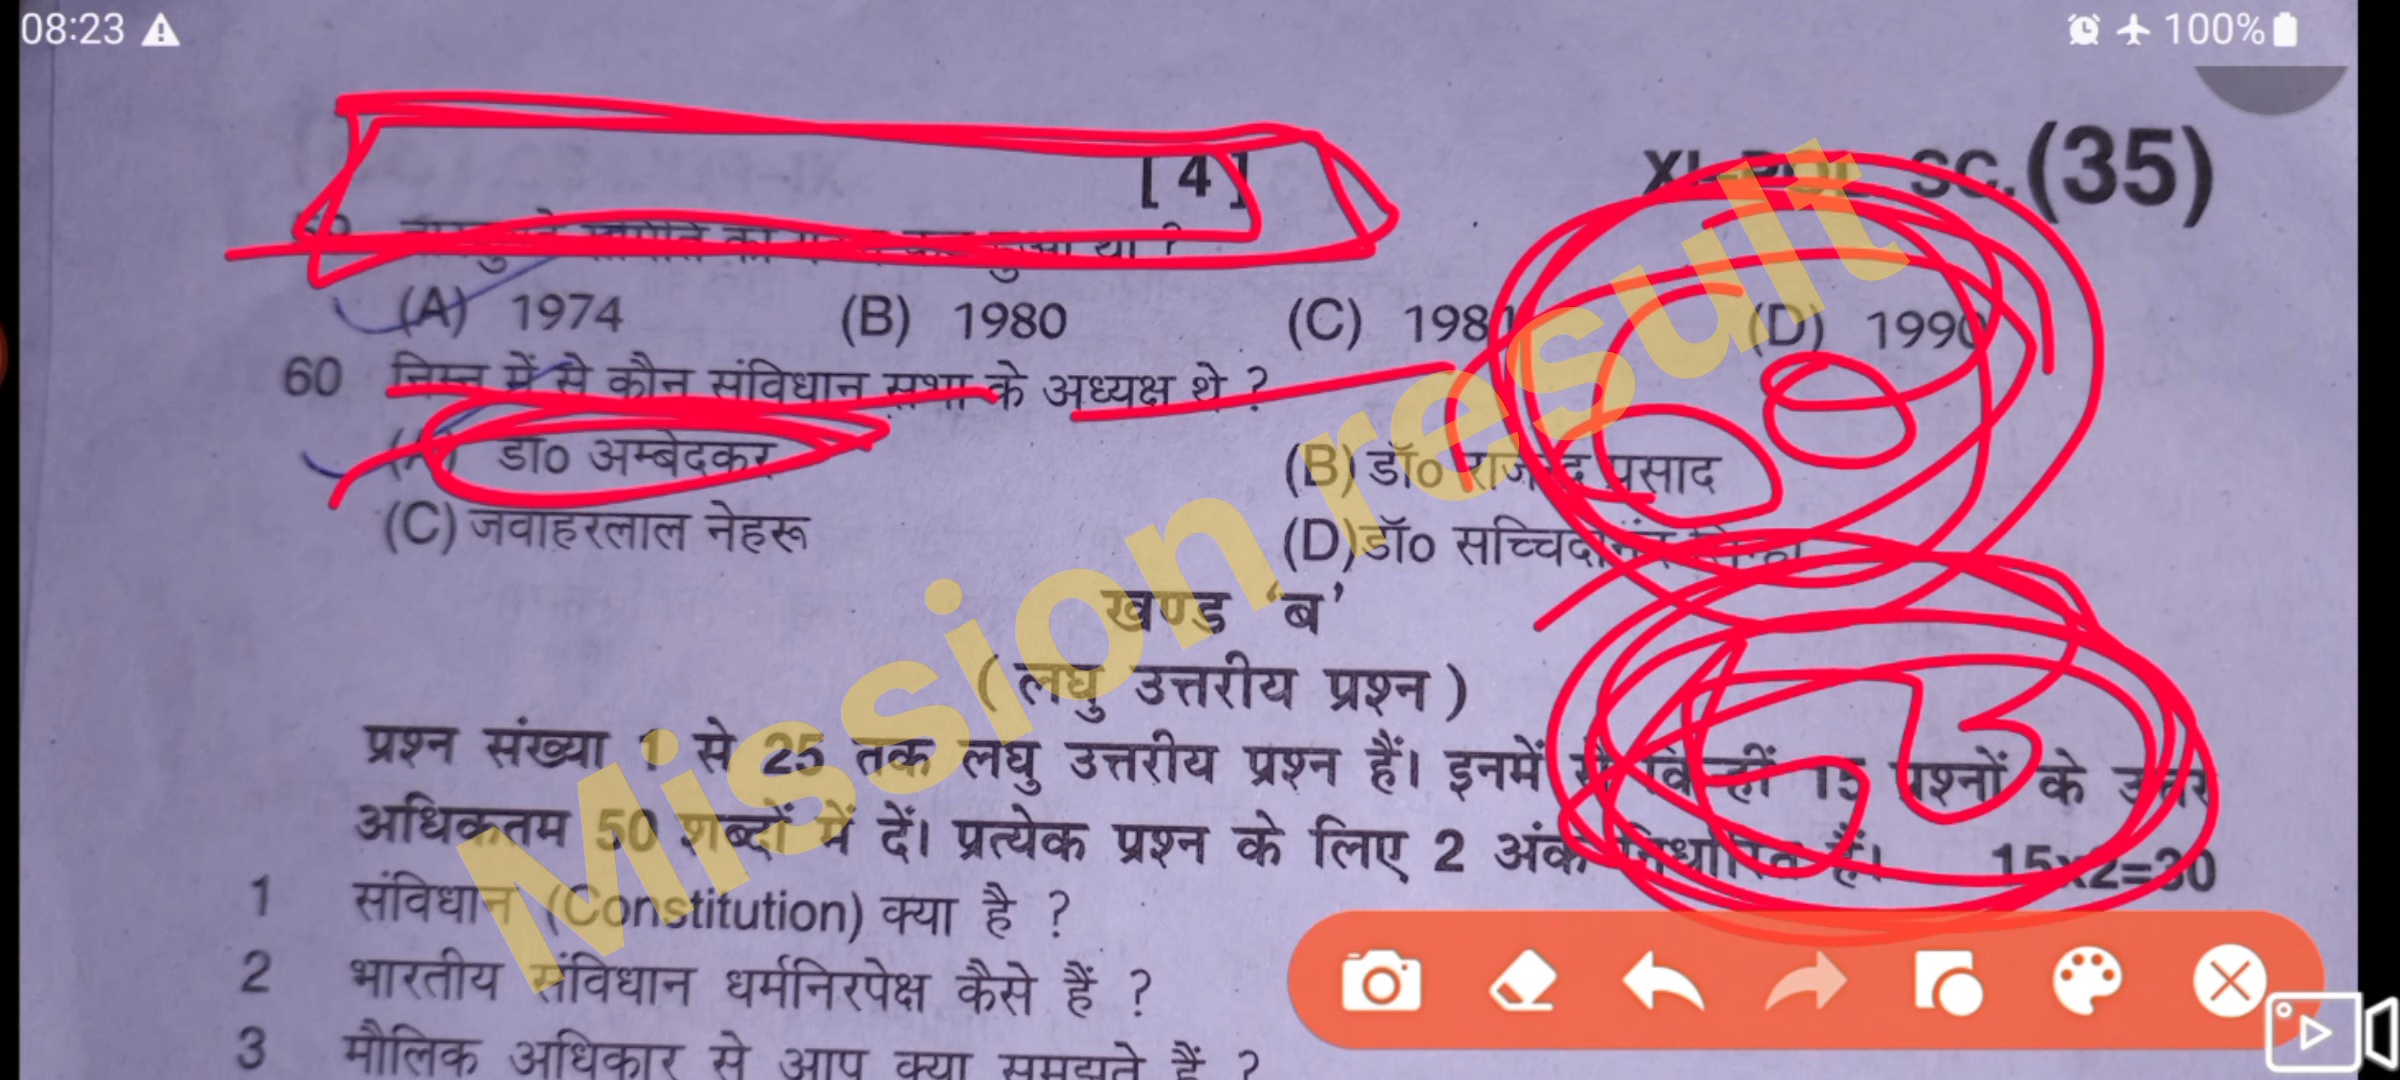 08:23
100%
[ 4 ]
XI-POL. SC. (35)
का कब हुआ था ?
(A) 1974 (B) 1980 (C) 1981 (D) 1990
60 निम्न में से कौन संविधान सभा के अध्यक्ष थे ?
(A) डॉ० अम्बेदकर (B) डॉ० राजेन्द्र प्रसाद
(C) जवाहरलाल नेहरू (D) डॉ० सच्चिदानंद सिन्हा
खण्ड 'ब'
( लघु उत्तरीय प्रश्न )
प्रश्न संख्या 1 से 25 तक लघु उत्तरीय प्रश्न हैं। इनमें से किन्हीं 15 प्रश्नों के उत्तर
अधिकतम 50 शब्दों में दें। प्रत्येक प्रश्न के लिए 2 अंक निर्धारित हैं। 15x2=30
1 संविधान (Constitution) क्या है ?
2 भारतीय संविधान धर्मनिरपेक्ष कैसे हैं ?
3 मौलिक अधिकार से आप क्या समझते हैं ?
Mission result